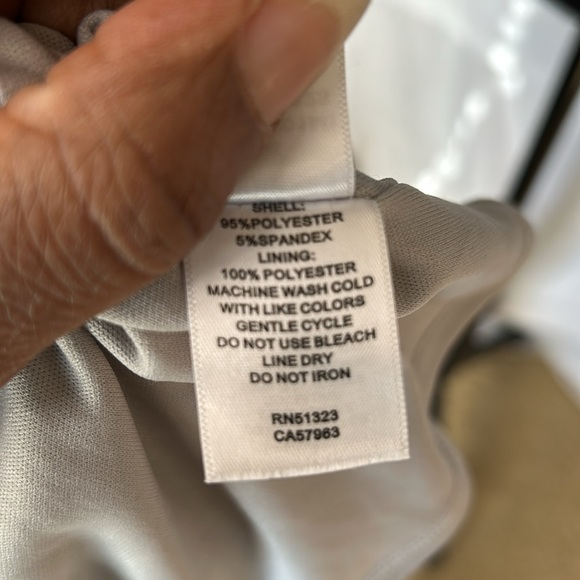 SHELL:
95%POLYESTER
5%SPANDEX
LINING:
100% POLYESTER
MACHINE WASH COLD
WITH LIKE COLORS
GENTLE CYCLE
DO NOT USE BLEACH
LINE DRY
DO NOT IRON
RN51323
CA57963